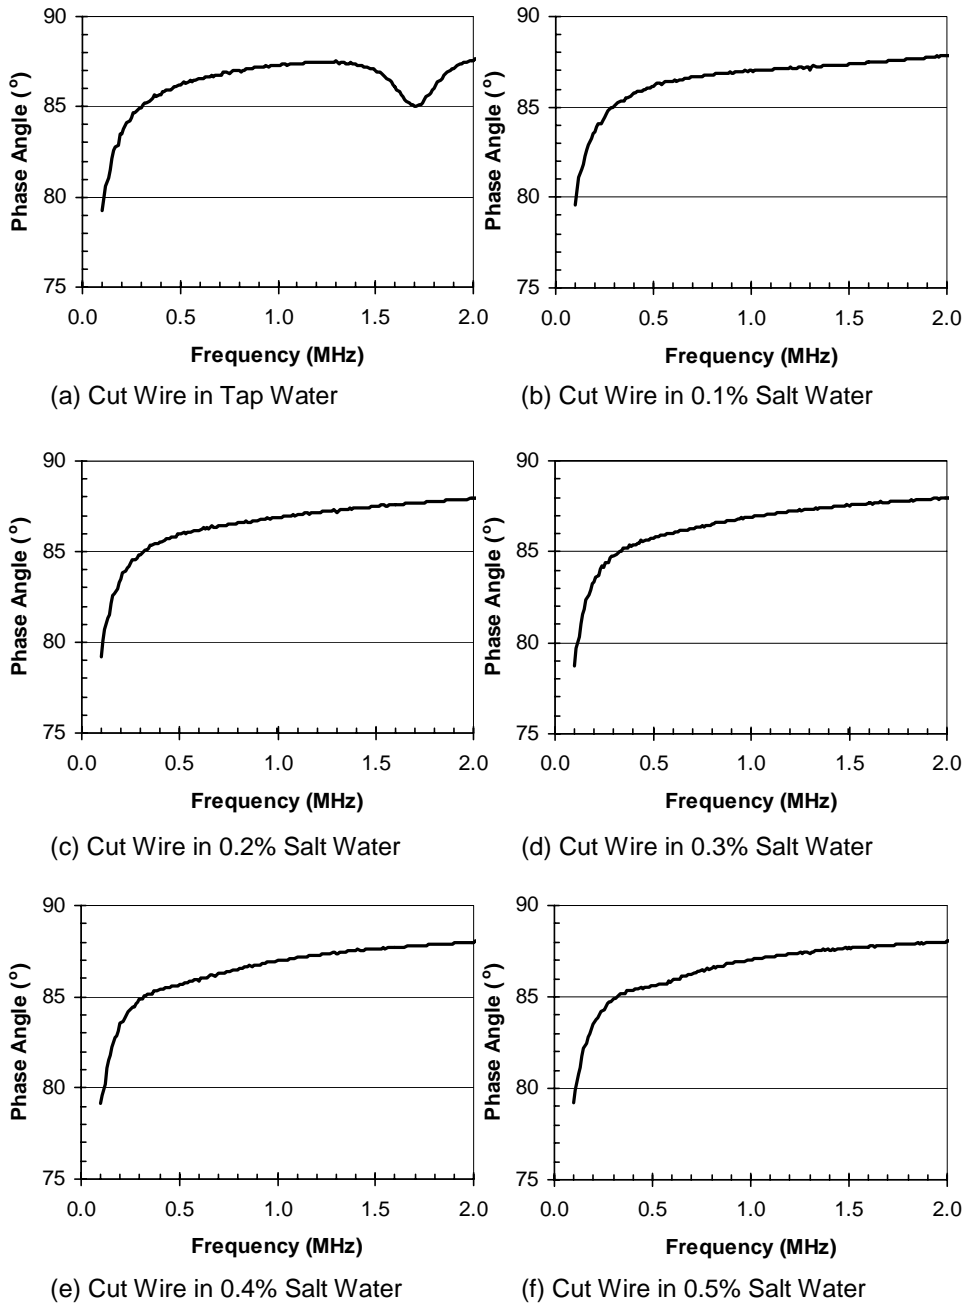 90
85
80
75
Phase Angle (°)
0.0 0.5 1.0 1.5 2.0
Frequency (MHz)
(a) Cut Wire in Tap Water
90
85
80
75
Phase Angle (°)
0.0 0.5 1.0 1.5 2.0
Frequency (MHz)
(b) Cut Wire in 0.1% Salt Water
90
85
80
75
Phase Angle (°)
0.0 0.5 1.0 1.5 2.0
Frequency (MHz)
(c) Cut Wire in 0.2% Salt Water
90
85
80
75
Phase Angle (°)
0.0 0.5 1.0 1.5 2.0
Frequency (MHz)
(d) Cut Wire in 0.3% Salt Water
90
85
80
75
Phase Angle (°)
0.0 0.5 1.0 1.5 2.0
Frequency (MHz)
(e) Cut Wire in 0.4% Salt Water
90
85
80
75
Phase Angle (°)
0.0 0.5 1.0 1.5 2.0
Frequency (MHz)
(f) Cut Wire in 0.5% Salt Water